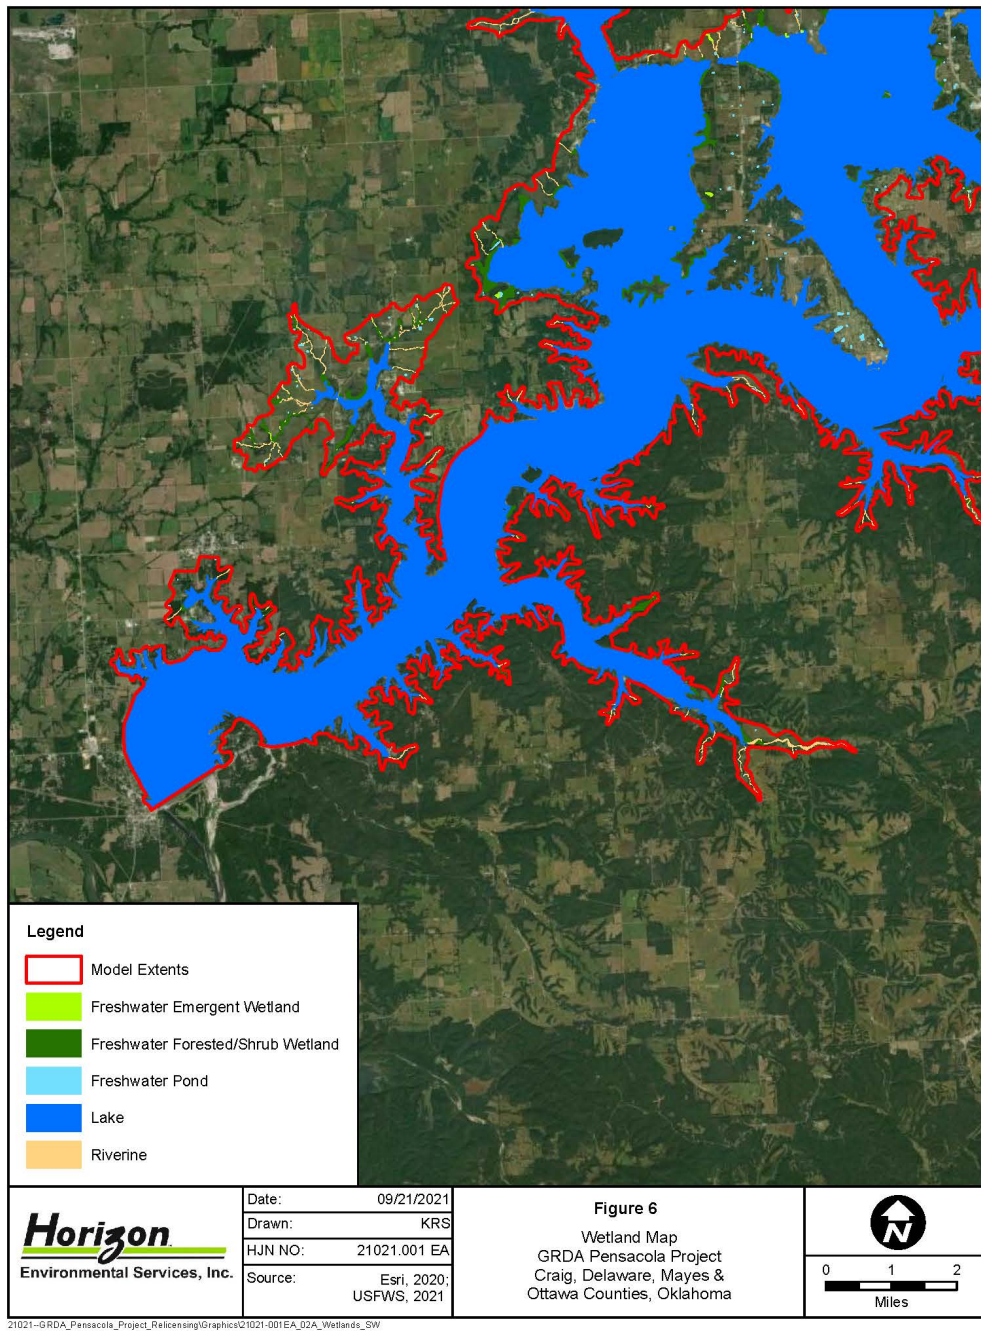 Legend
Model Extents
Freshwater Emergent Wetland
Freshwater Forested/Shrub Wetland
Freshwater Pond
Lake
Riverine
Horizon
Environmental Services, Inc.
Date: 09/21/2021
Drawn: KRS
HJN NO: 21021.001 EA
Source: Esri, 2020;
USFWS, 2021
Figure 6
Wetland Map
GRDA Pensacola Project
Craig, Delaware, Mayes &
Ottawa Counties, Oklahoma
N
0 1 2
Miles
21021--GRDA_Pensacola_Project_Relicensing\Graphics\21021-001EA_02A_Wetlands_SW